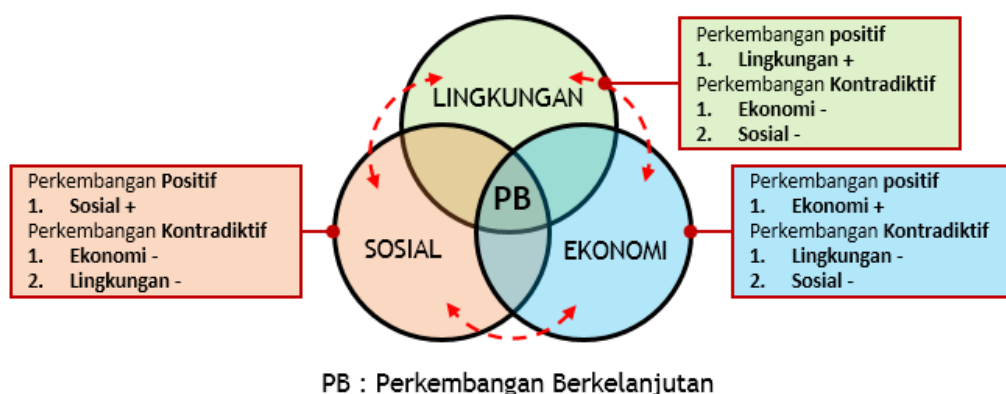 Perkembangan positif
1. Lingkungan +
Perkembangan Kontradiktif
1. Ekonomi -
2. Sosial -
LINGKUNGAN
Perkembangan Positif
1. Sosial +
Perkembangan Kontradiktif
1. Ekonomi -
2. Lingkungan -
PB
SOSIAL
EKONOMI
Perkembangan positif
1. Ekonomi +
Perkembangan Kontradiktif
1. Lingkungan -
2. Sosial -
PB : Perkembangan Berkelanjutan